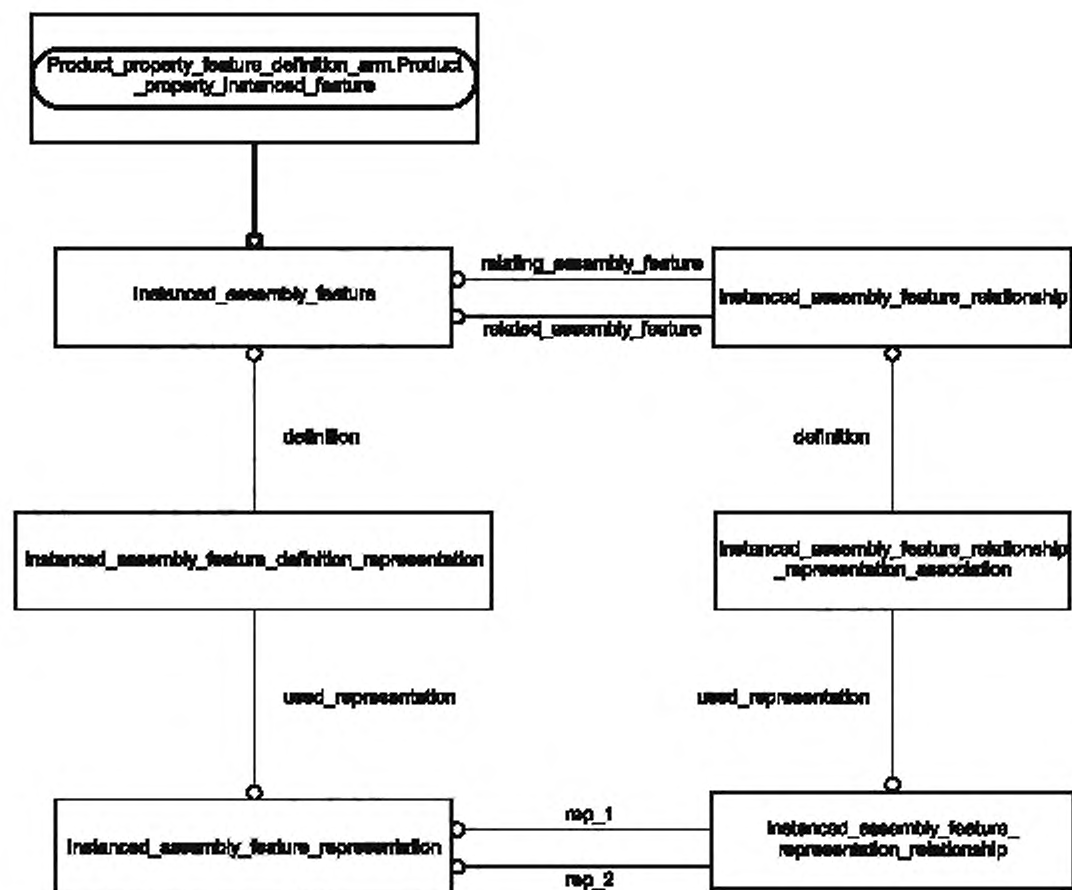 Product_property_feature_definition_arm.Product
_property_instanced_feature
Instanced_assembly_feature
relating_assembly_feature
related_assembly_feature
Instanced_assembly_feature_relationship
definition
definition
Instanced_assembly_feature_definition_representation
Instanced_assembly_feature_relationship
_representation_association
used_representation
used_representation
Instanced_assembly_feature_representation
rep_1
rep_2
Instanced_assembly_feature_
representation_relationship